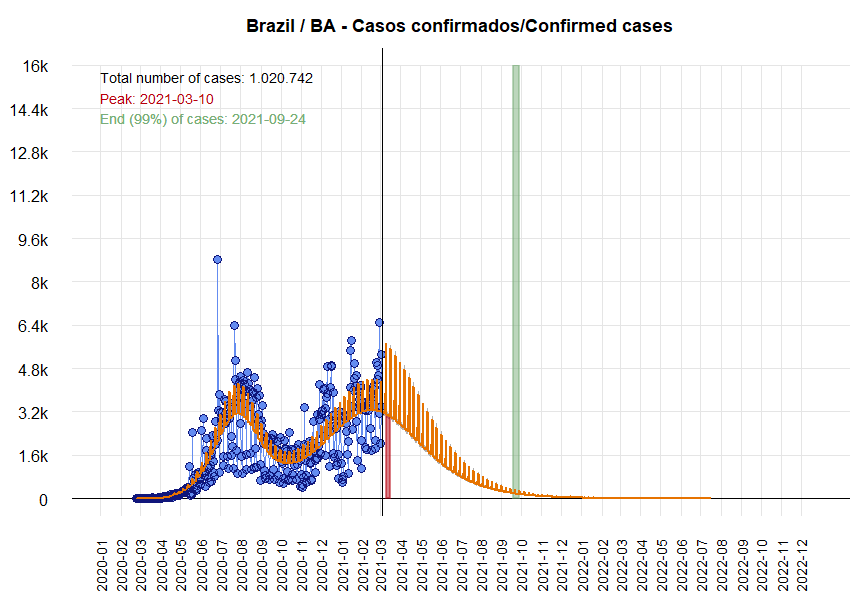 Brazil / BA - Casos confirmados/Confirmed cases
Total number of cases: 1.020.742
Peak: 2021-03-10
End (99%) of cases: 2021-09-24
16k
14.4k
12.8k
11.2k
9.6k
8k
6.4k
4.8k
3.2k
1.6k
0
2020-01
2020-02
2020-03
2020-04
2020-05
2020-06
2020-07
2020-08
2020-09
2020-10
2020-11
2020-12
2021-01
2021-02
2021-03
2021-04
2021-05
2021-06
2021-07
2021-08
2021-09
2021-10
2021-11
2021-12
2022-01
2022-02
2022-03
2022-04
2022-05
2022-06
2022-07
2022-08
2022-09
2022-10
2022-11
2022-12